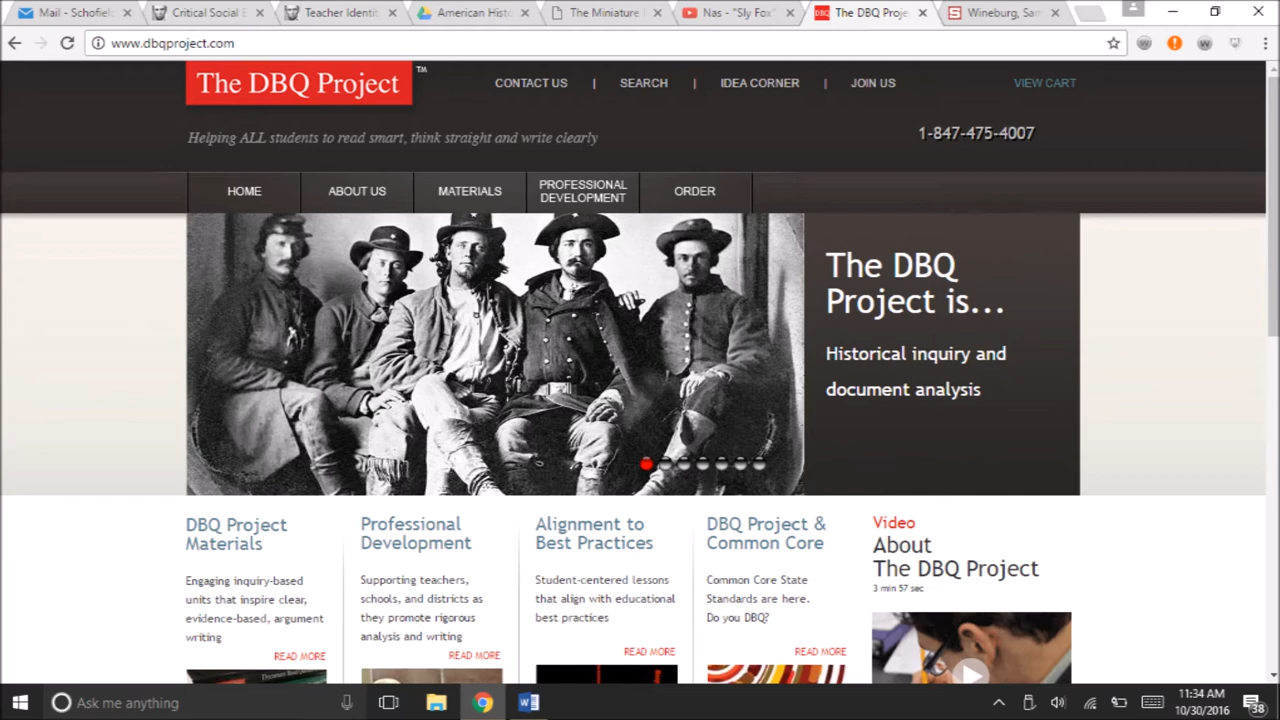 Mail - Schofiel
Critical Social E
Teacher Identit
American Histo
The Miniature
Nas - "Sly Fox"
The DBQ Proje
Wineburg, Sam
www.dbqproject.com
The DBQ Project™
CONTACT US | SEARCH | IDEA CORNER | JOIN US
VIEW CART
Helping ALL students to read smart, think straight and write clearly
1-847-475-4007
HOME
ABOUT US
MATERIALS
PROFESSIONAL
DEVELOPMENT
ORDER
The DBQ
Project is...
Historical inquiry and
document analysis
DBQ Project
Materials
Engaging inquiry-based
units that inspire clear,
evidence-based, argument
writing
READ MORE
Professional
Development
Supporting teachers,
schools, and districts as
they promote rigorous
analysis and writing
READ MORE
Alignment to
Best Practices
Student-centered lessons
that align with educational
best practices
READ MORE
DBQ Project &
Common Core
Common Core State
Standards are here.
Do you DBQ?
READ MORE
Video
About
The DBQ Project
3 min 57 sec
Ask me anything
11:34 AM
10/30/2016
38